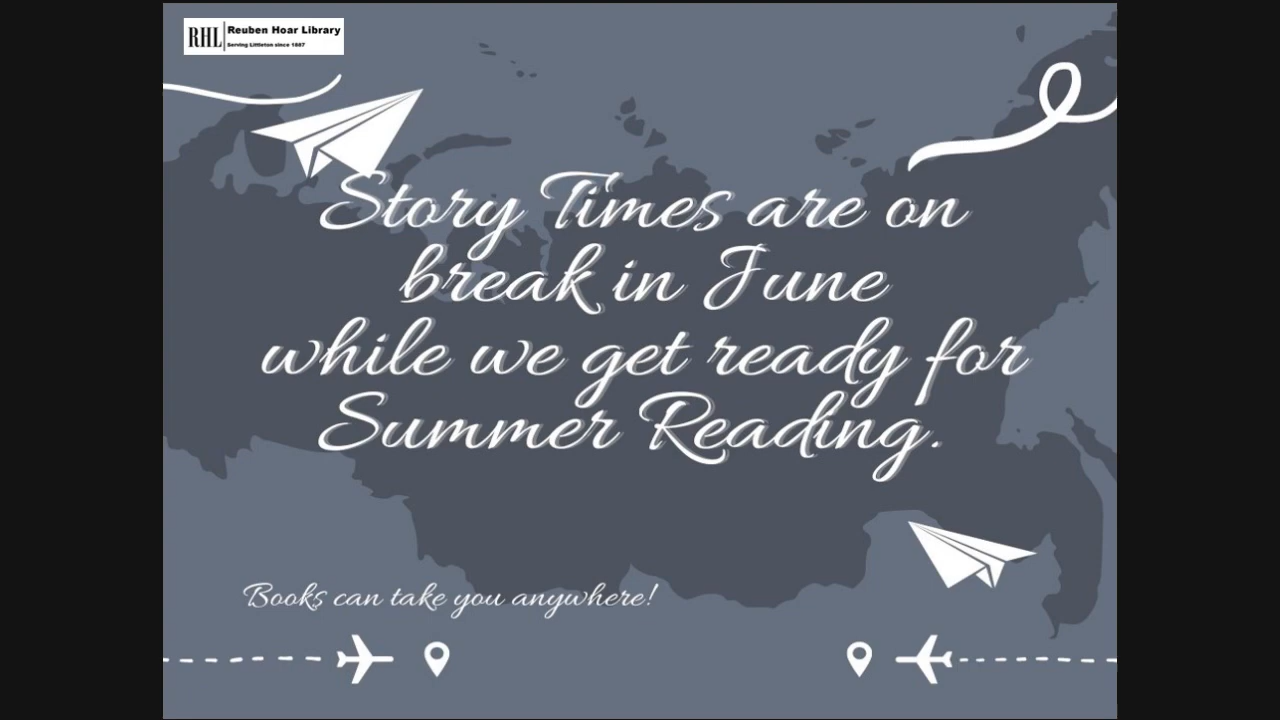 RHL
Reuben Hoar Library
Serving Littleton since 1887
Story Times are on
break in June
while we get ready for
Summer Reading.
Books can take you anywhere!